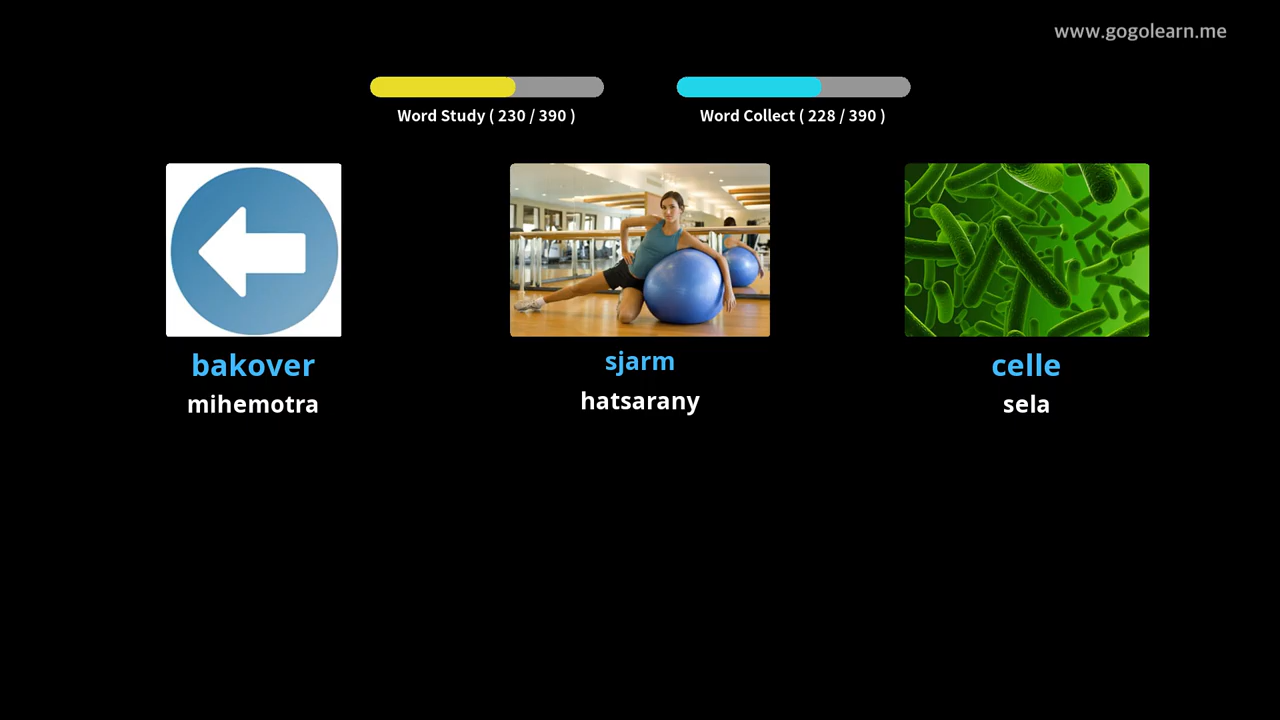 www.gogolearn.me
Word Study ( 230 / 390 )
Word Collect ( 228 / 390 )
bakover
mihemotra
sjarm
hatsarany
celle
sela